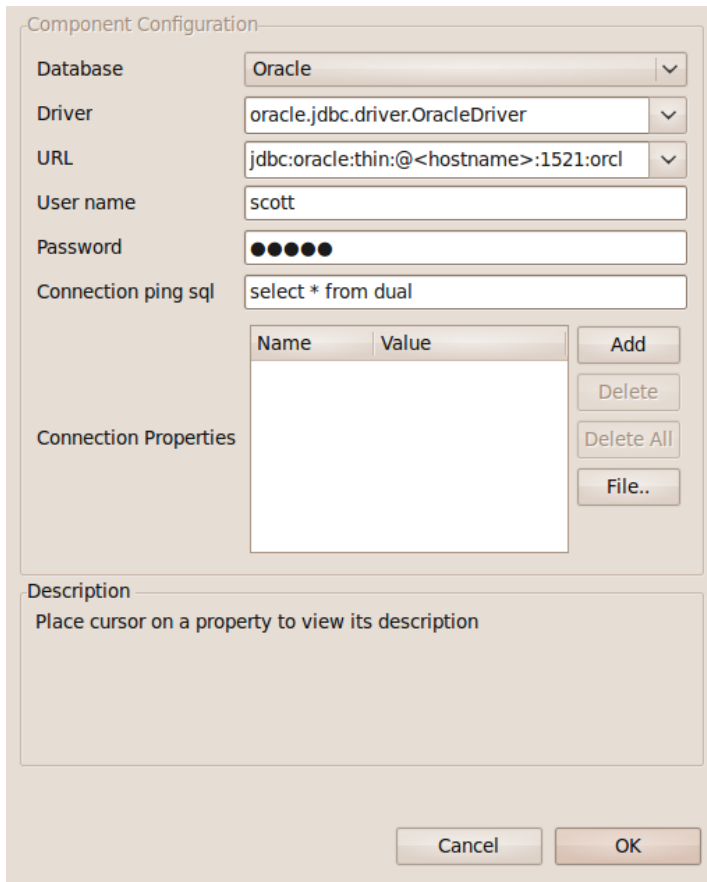 Component Configuration
Database Oracle
Driver oracle.jdbc.driver.OracleDriver
URL jdbc:oracle:thin:@<hostname>:1521:orcl
User name scott
Password ●●●●●
Connection ping sql select * from dual
Name Value Add
Delete
Connection Properties Delete All
File..
Description
Place cursor on a property to view its description
Cancel OK